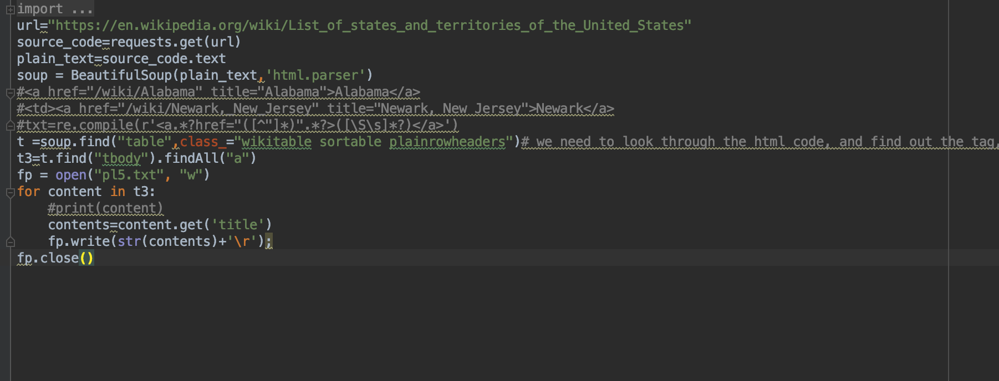 import ...
url="https://en.wikipedia.org/wiki/List_of_states_and_territories_of_the_United_States"
source_code=requests.get(url)
plain_text=source_code.text
soup = BeautifulSoup(plain_text,'html.parser')
#<a href="/wiki/Alabama" title="Alabama">Alabama</a>
#<td><a href="/wiki/Newark,_New_Jersey" title="Newark, New Jersey">Newark</a>
#txt=re.compile(r'<a.*?href="([^"]*)".*?>([\S\s]*?)</a>')
t =soup.find("table",class_="wikitable sortable plainrowheaders")# we need to look through the html code, and find out the tag,
t3=t.find("tbody").findAll("a")
fp = open("pl5.txt", "w")
for content in t3:
    #print(content)
    contents=content.get('title')
    fp.write(str(contents)+'\r');
fp.close()